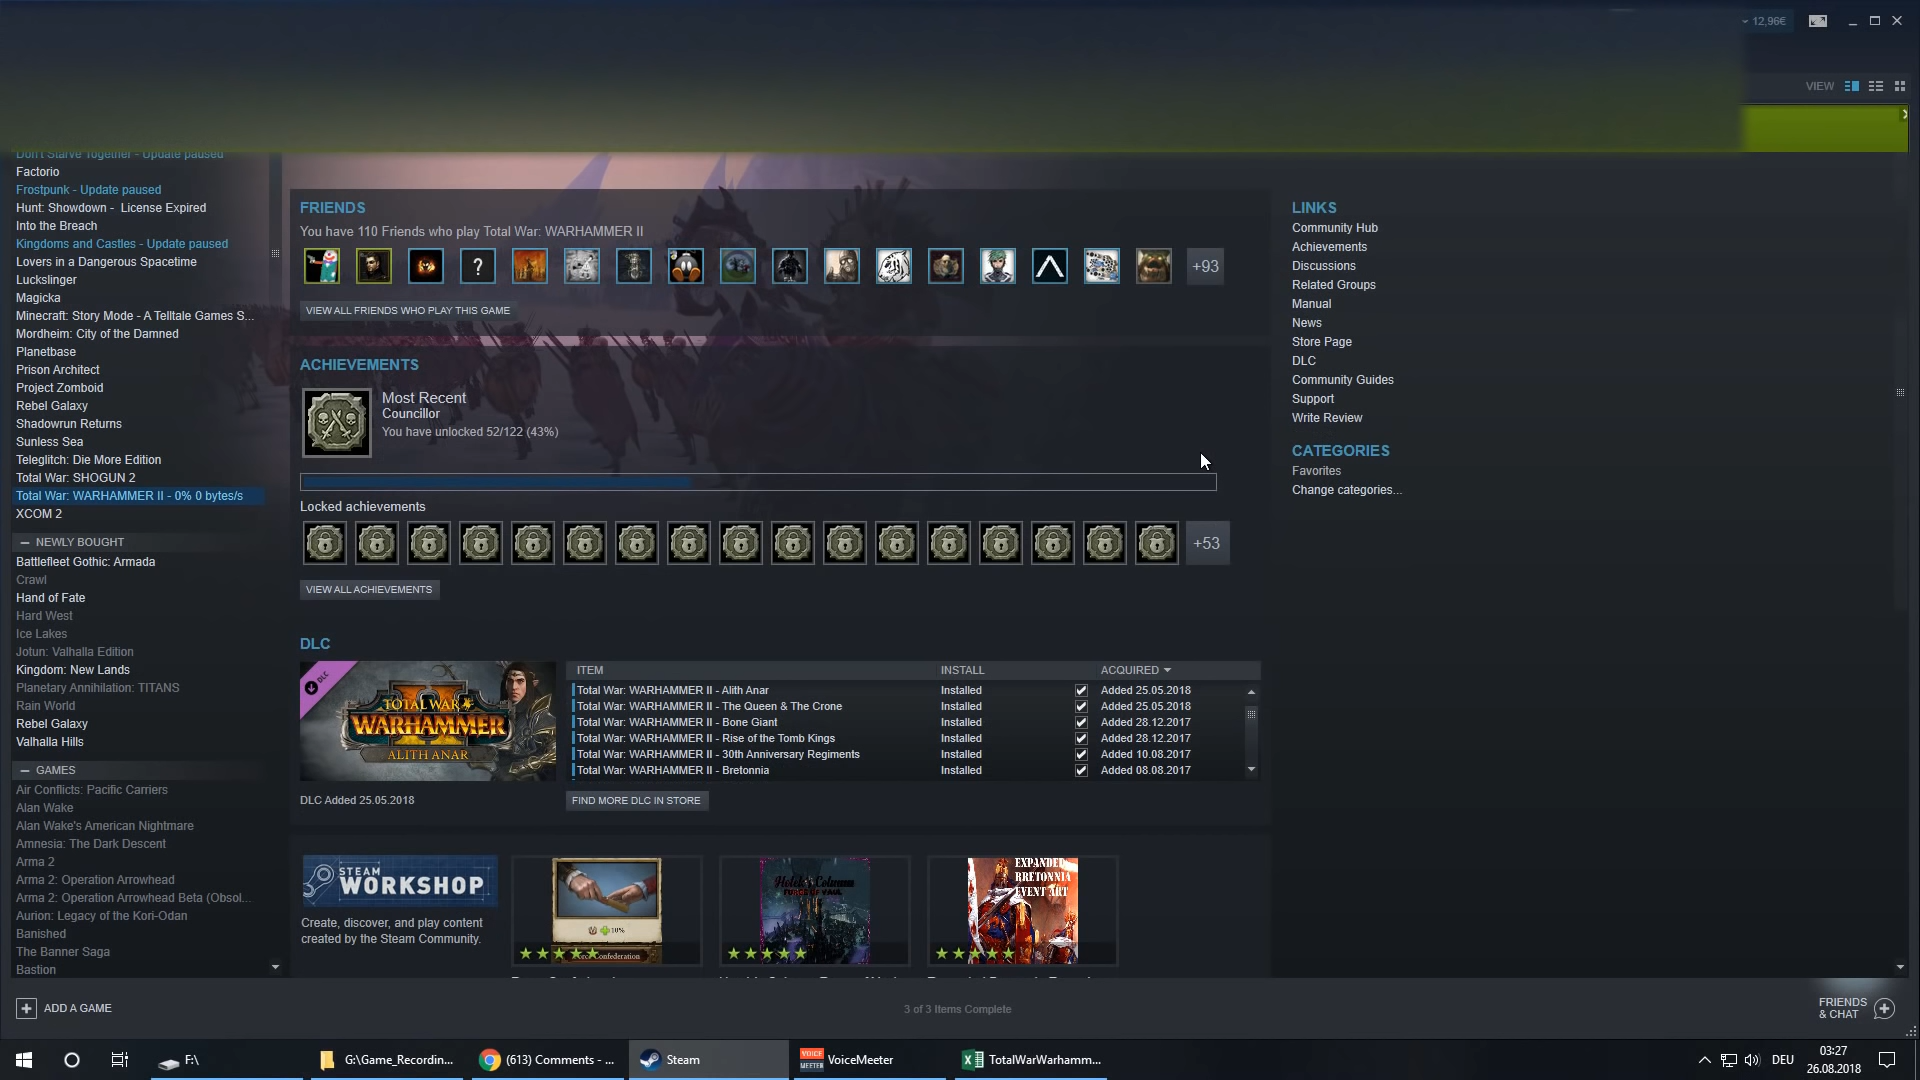 12,96€
VIEW
Don't Starve Together - Update paused
Factorio
Frostpunk - Update paused
Hunt: Showdown - License Expired
Into the Breach
Kingdoms and Castles - Update paused
Lovers in a Dangerous Spacetime
Luckslinger
Magicka
Minecraft: Story Mode - A Telltale Games S...
Mordheim: City of the Damned
Planetbase
Prison Architect
Project Zomboid
Rebel Galaxy
Shadowrun Returns
Sunless Sea
Teleglitch: Die More Edition
Total War: SHOGUN 2
Total War: WARHAMMER II - 0% 0 bytes/s
XCOM 2
NEWLY BOUGHT
Battlefleet Gothic: Armada
Crawl
Hand of Fate
Hard West
Ice Lakes
Jotun: Valhalla Edition
Kingdom: New Lands
Planetary Annihilation: TITANS
Rain World
Rebel Galaxy
Valhalla Hills
GAMES
Air Conflicts: Pacific Carriers
Alan Wake
Alan Wake's American Nightmare
Amnesia: The Dark Descent
Arma 2
Arma 2: Operation Arrowhead
Arma 2: Operation Arrowhead Beta (Obsol...
Aurion: Legacy of the Kori-Odan
Banished
The Banner Saga
Bastion
FRIENDS
You have 110 Friends who play Total War: WARHAMMER II
?
+93
VIEW ALL FRIENDS WHO PLAY THIS GAME
ACHIEVEMENTS
Most Recent
Councillor
You have unlocked 52/122 (43%)
Locked achievements
+53
VIEW ALL ACHIEVEMENTS
DLC
DLC
TOTAL WAR
WARHAMMER
II
ALITH ANAR
DLC Added 25.05.2018
ITEM INSTALL ACQUIRED
Total War: WARHAMMER II - Alith Anar Installed Added 25.05.2018
Total War: WARHAMMER II - The Queen & The Crone Installed Added 25.05.2018
Total War: WARHAMMER II - Bone Giant Installed Added 28.12.2017
Total War: WARHAMMER II - Rise of the Tomb Kings Installed Added 28.12.2017
Total War: WARHAMMER II - 30th Anniversary Regiments Installed Added 10.08.2017
Total War: WARHAMMER II - Bretonnia Installed Added 08.08.2017
FIND MORE DLC IN STORE
STEAM
WORKSHOP
Create, discover, and play content
created by the Steam Community.
10%
Confederation
EXPANDED
BRETONNIA
EVENT ART
LINKS
Community Hub
Achievements
Discussions
Related Groups
Manual
News
Store Page
DLC
Community Guides
Support
Write Review
CATEGORIES
Favorites
Change categories...
ADD A GAME
3 of 3 Items Complete
FRIENDS
& CHAT
F:\
G:\Game_Recordin...
(613) Comments - ...
Steam
VOICE
MEETER
VoiceMeeter
TotalWarWarhamm...
DEU
03:27
26.08.2018